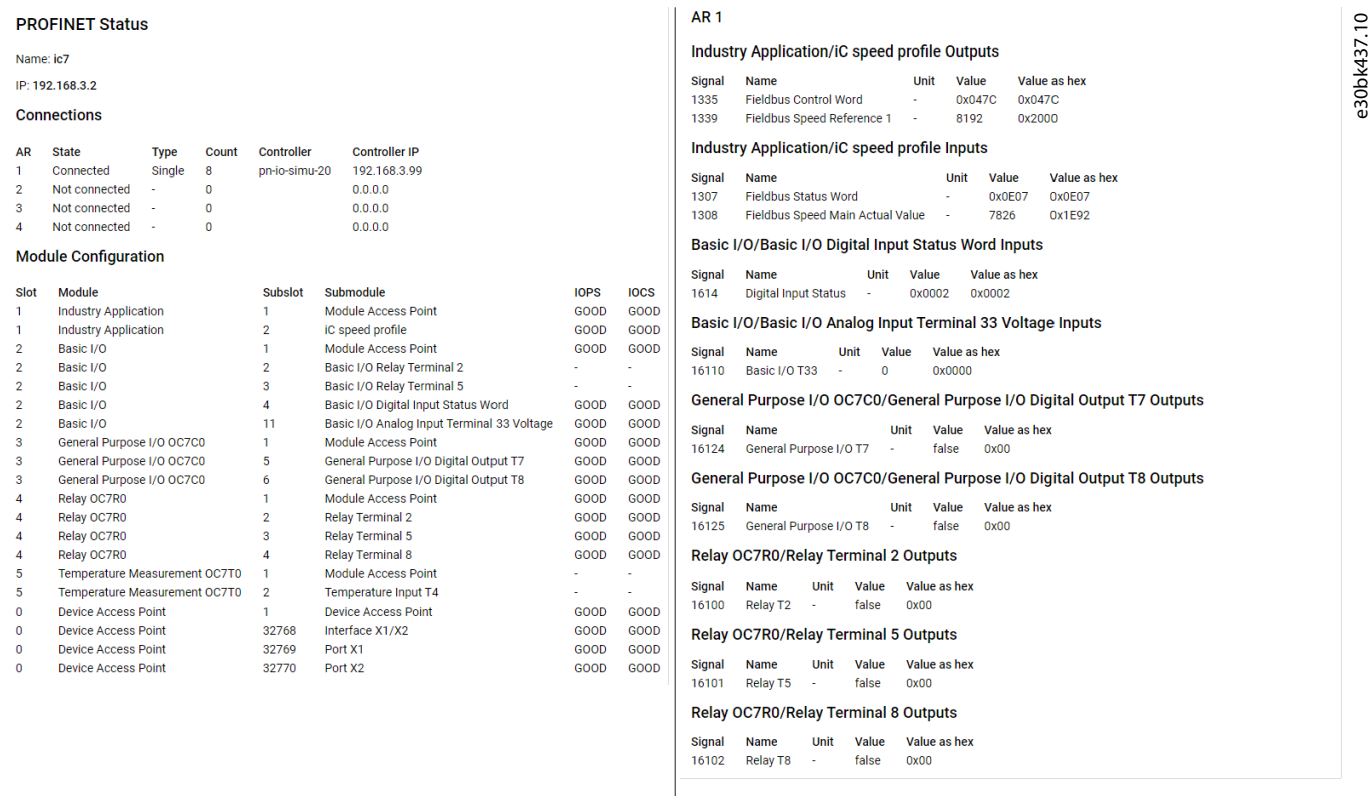 PROFINET Status
Name: ic7
IP: 192.168.3.2
Connections
AR State Type Count Controller Controller IP
1 Connected Single 8 pn-io-simu-20 192.168.3.99
2 Not connected - 0 0.0.0.0
3 Not connected - 0 0.0.0.0
4 Not connected - 0 0.0.0.0
Module Configuration
Slot Module Subslot Submodule IOPS IOCS
1 Industry Application 1 Module Access Point GOOD GOOD
1 Industry Application 2 iC speed profile GOOD GOOD
2 Basic I/O 1 Module Access Point GOOD GOOD
2 Basic I/O 2 Basic I/O Relay Terminal 2 - -
2 Basic I/O 3 Basic I/O Relay Terminal 5 - -
2 Basic I/O 4 Basic I/O Digital Input Status Word GOOD GOOD
2 Basic I/O 11 Basic I/O Analog Input Terminal 33 Voltage GOOD GOOD
3 General Purpose I/O OC7C0 1 Module Access Point GOOD GOOD
3 General Purpose I/O OC7C0 5 General Purpose I/O Digital Output T7 GOOD GOOD
3 General Purpose I/O OC7C0 6 General Purpose I/O Digital Output T8 GOOD GOOD
4 Relay OC7R0 1 Module Access Point GOOD GOOD
4 Relay OC7R0 2 Relay Terminal 2 GOOD GOOD
4 Relay OC7R0 3 Relay Terminal 5 GOOD GOOD
4 Relay OC7R0 4 Relay Terminal 8 GOOD GOOD
5 Temperature Measurement OC7T0 1 Module Access Point - -
5 Temperature Measurement OC7T0 2 Temperature Input T4 - -
0 Device Access Point 1 Device Access Point GOOD GOOD
0 Device Access Point 32768 Interface X1/X2 GOOD GOOD
0 Device Access Point 32769 Port X1 GOOD GOOD
0 Device Access Point 32770 Port X2 GOOD GOOD
AR 1
Industry Application/iC speed profile Outputs
Signal Name Unit Value Value as hex
1335 Fieldbus Control Word - 0x047C 0x047C
1339 Fieldbus Speed Reference 1 - 8192 0x2000
Industry Application/iC speed profile Inputs
Signal Name Unit Value Value as hex
1307 Fieldbus Status Word - 0x0E07 0x0E07
1308 Fieldbus Speed Main Actual Value - 7826 0x1E92
Basic I/O/Basic I/O Digital Input Status Word Inputs
Signal Name Unit Value Value as hex
1614 Digital Input Status - 0x0002 0x0002
Basic I/O/Basic I/O Analog Input Terminal 33 Voltage Inputs
Signal Name Unit Value Value as hex
16110 Basic I/O T33 - 0 0x0000
General Purpose I/O OC7C0/General Purpose I/O Digital Output T7 Outputs
Signal Name Unit Value Value as hex
16124 General Purpose I/O T7 - false 0x00
General Purpose I/O OC7C0/General Purpose I/O Digital Output T8 Outputs
Signal Name Unit Value Value as hex
16125 General Purpose I/O T8 - false 0x00
Relay OC7R0/Relay Terminal 2 Outputs
Signal Name Unit Value Value as hex
16100 Relay T2 - false 0x00
Relay OC7R0/Relay Terminal 5 Outputs
Signal Name Unit Value Value as hex
16101 Relay T5 - false 0x00
Relay OC7R0/Relay Terminal 8 Outputs
Signal Name Unit Value Value as hex
16102 Relay T8 - false 0x00
e30bk437.10